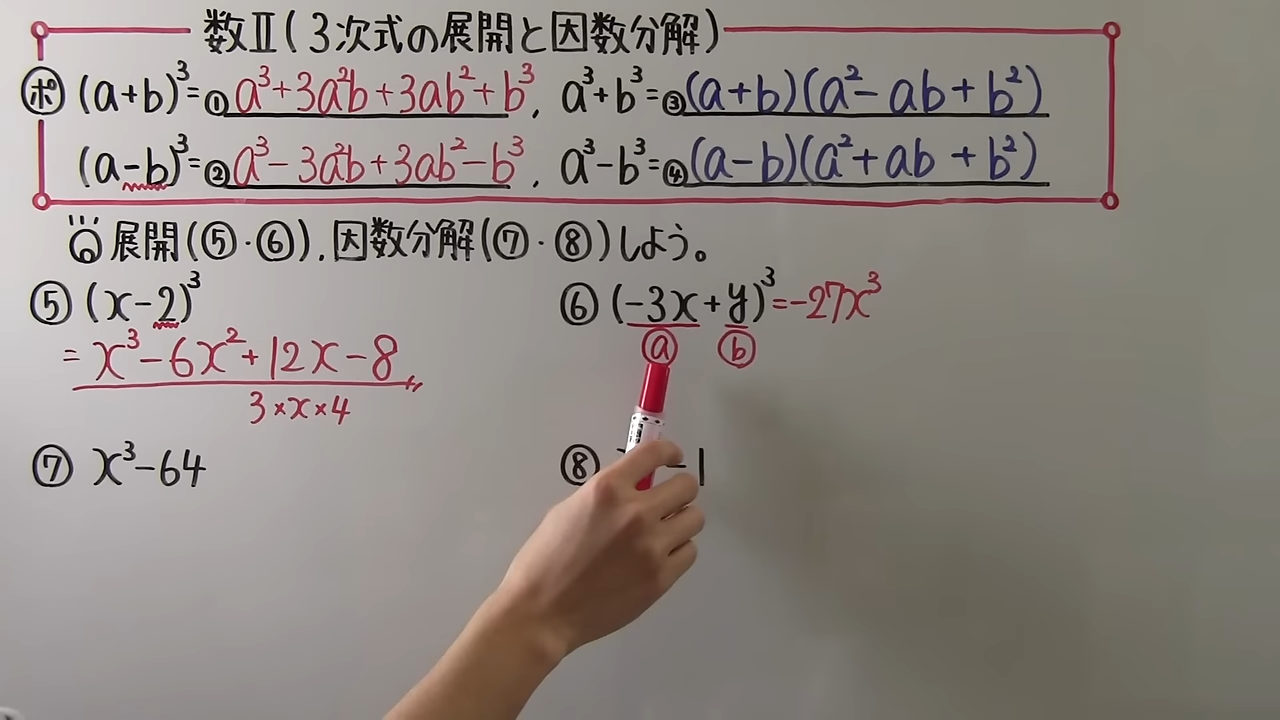 数Ⅱ(3次式の展開と因数分解)
ポ (a+b)³=①a³+3a²b+3ab²+b³, a³+b³=③(a+b)(a²-ab+b²)
(a-b)³=②a³-3a²b+3ab²-b³, a³-b³=④(a-b)(a²+ab+b²)
展開(⑤・⑥), 因数分解(⑦・⑧)しよう。
⑤ (x-2)³
= x³-6x²+12x-8
3×x×4
⑥ (-3x+y)³=-27x³
ⓐ ⓑ
⑦ x³-64
⑧ -1